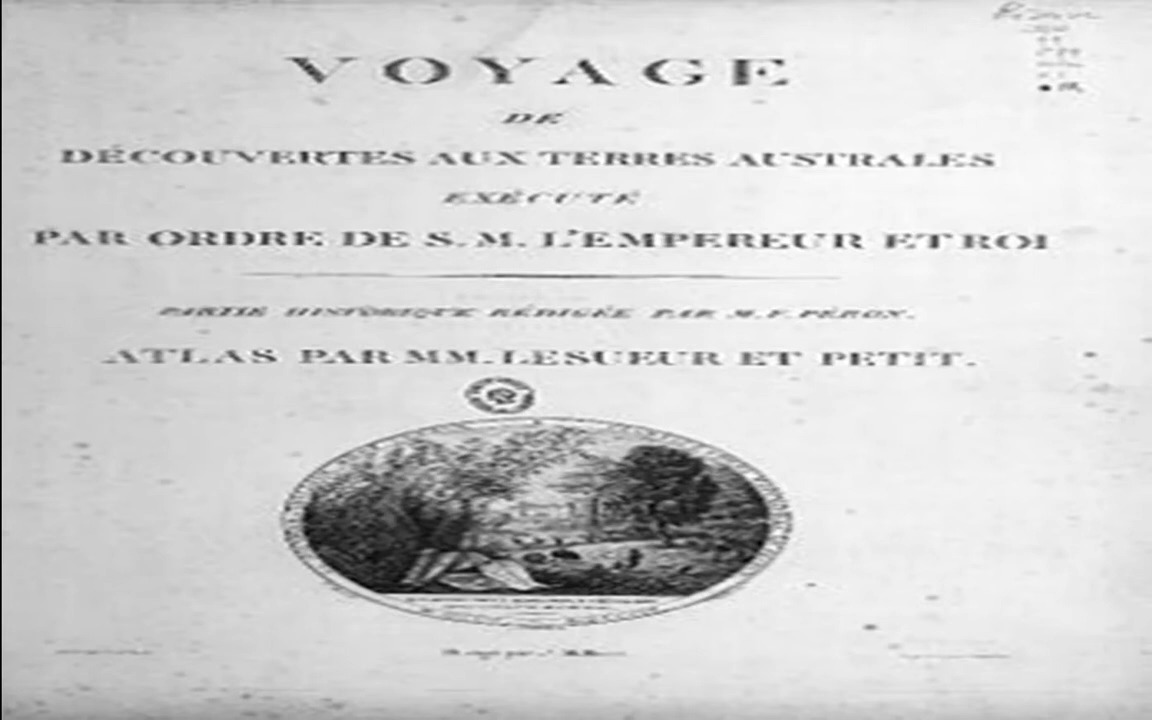 VOYAGE
DE
DÉCOUVERTES AUX TERRES AUSTRALES
EXÉCUTÉ
PAR ORDRE DE S. M. L'EMPEREUR ET ROI
PARTIE HISTORIQUE RÉDIGÉE PAR M. F. PÉRON.
ATLAS PAR MM. LESUEUR ET PETIT.